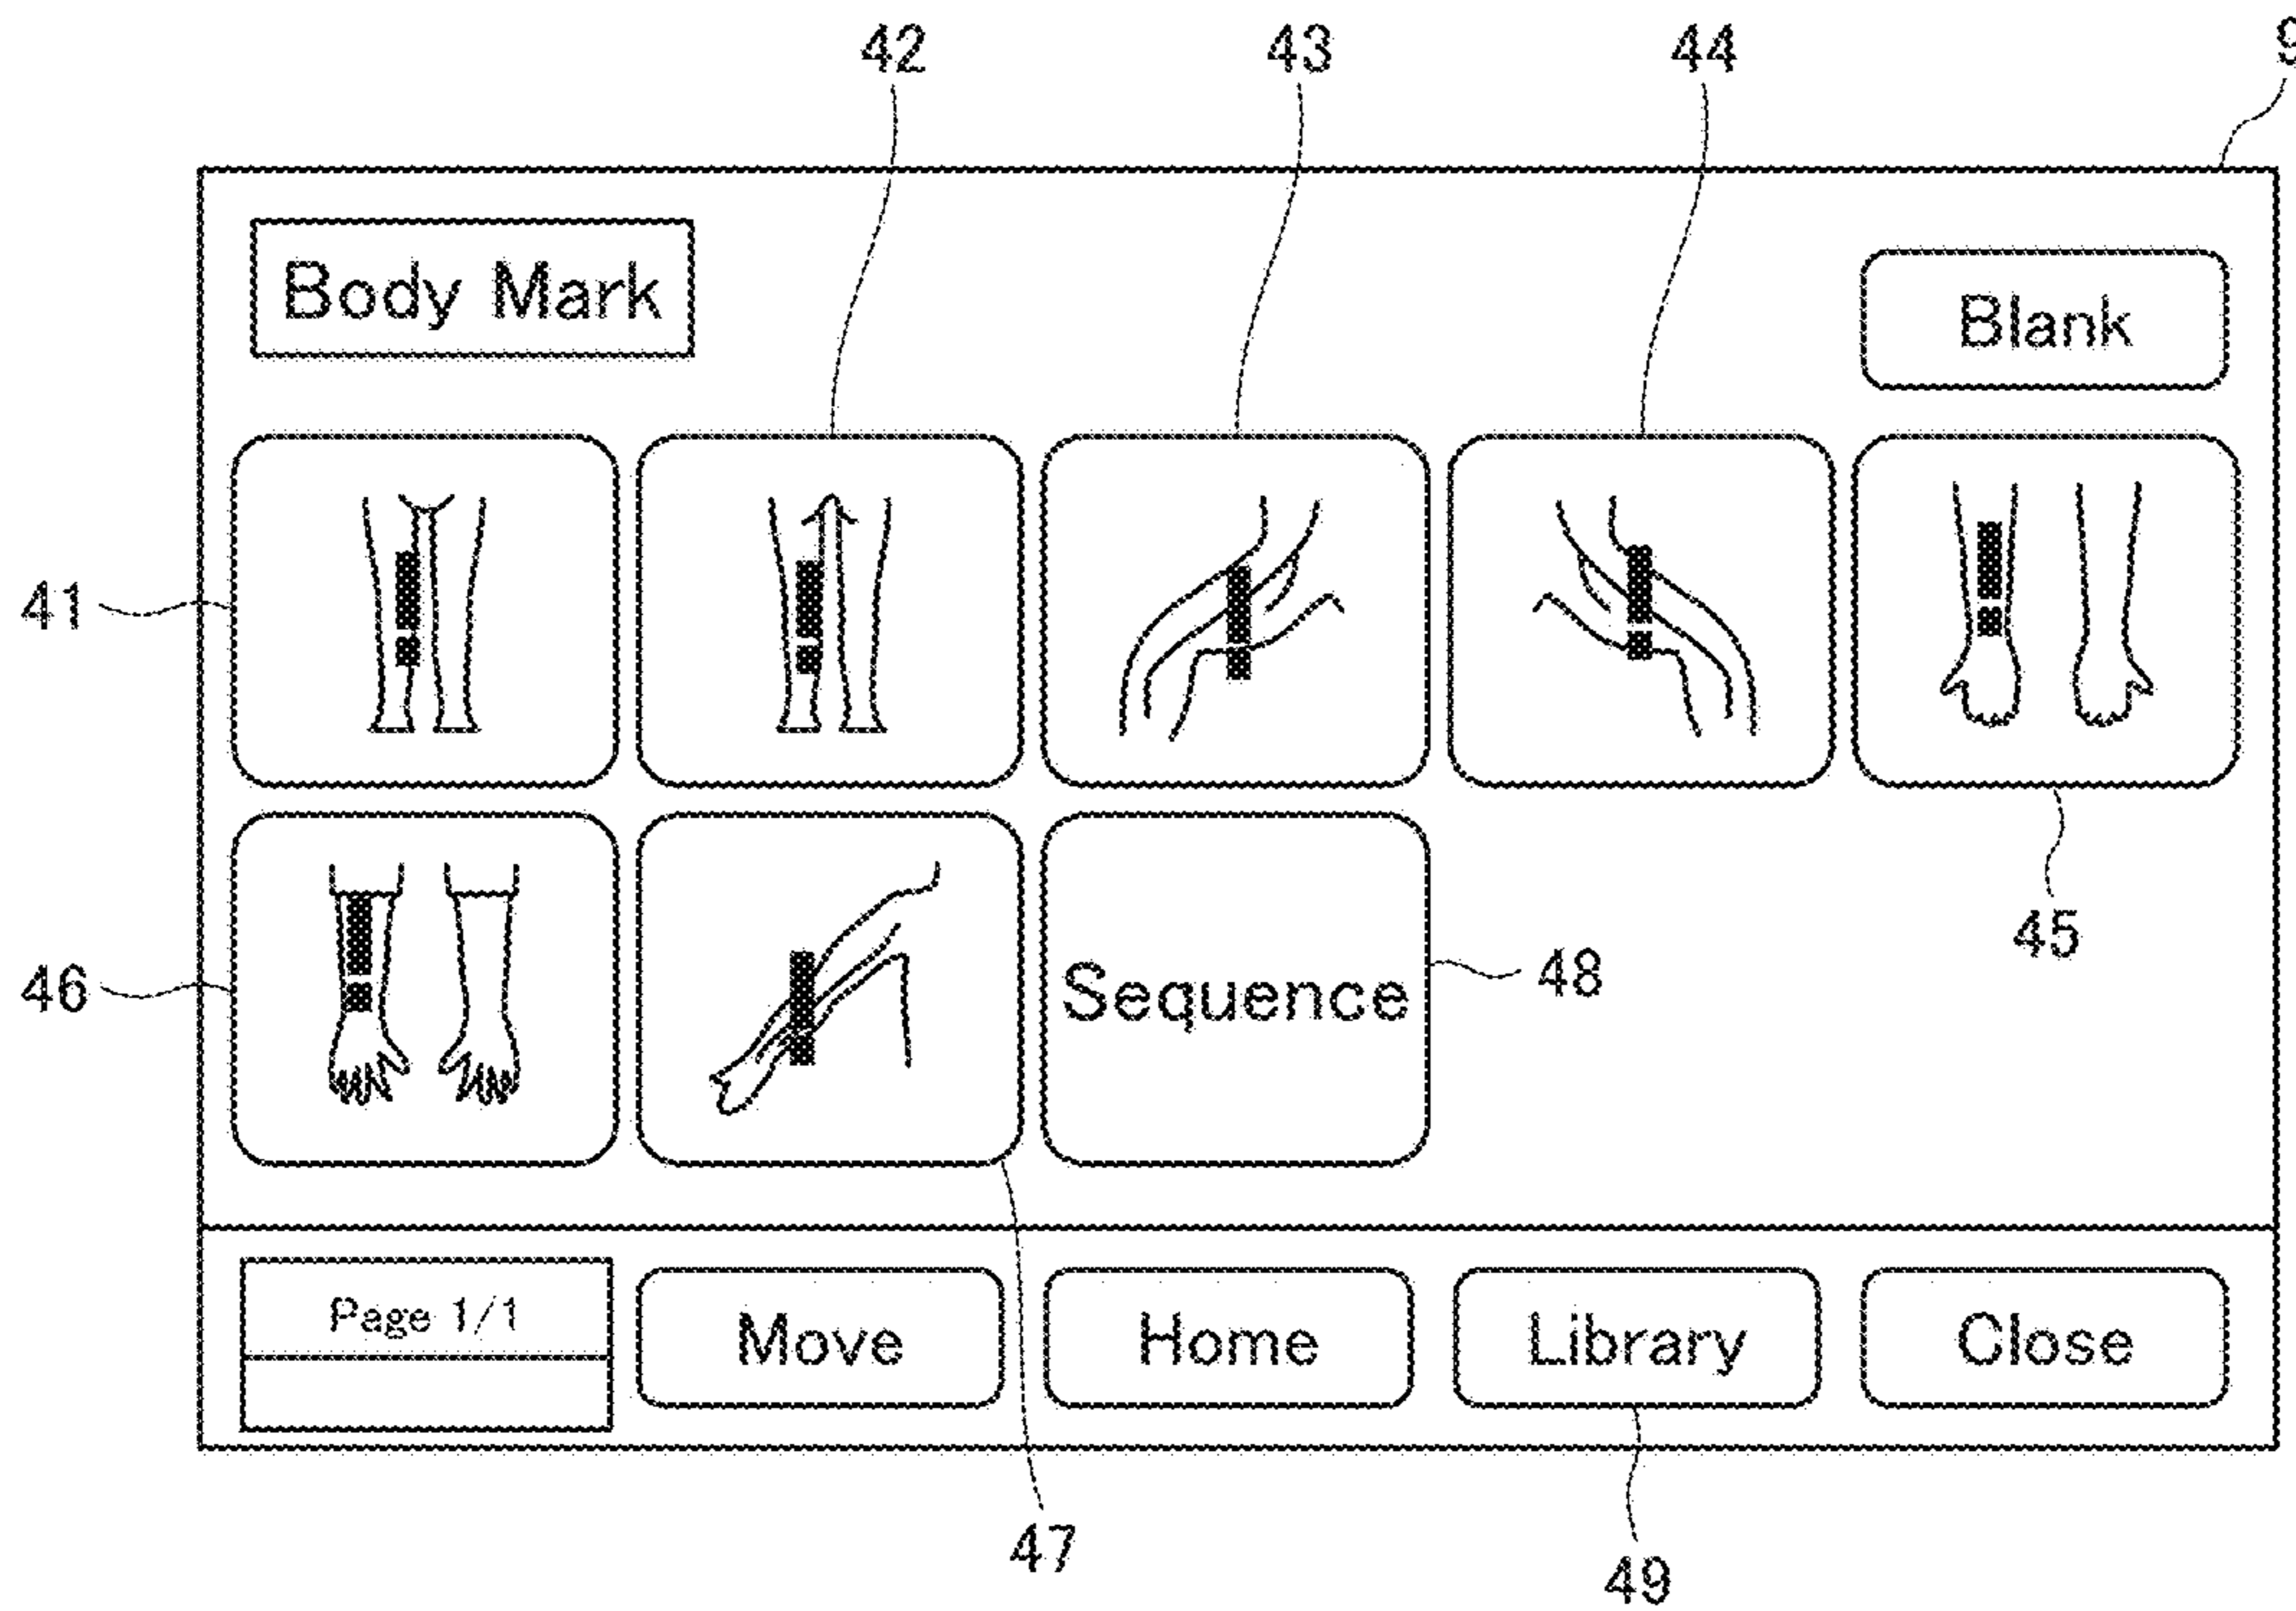 42 43 44 9
Body Mark
Blank
41
45
46
Sequence
48
Page 1/1
Move
Home
Library
Close
47
49